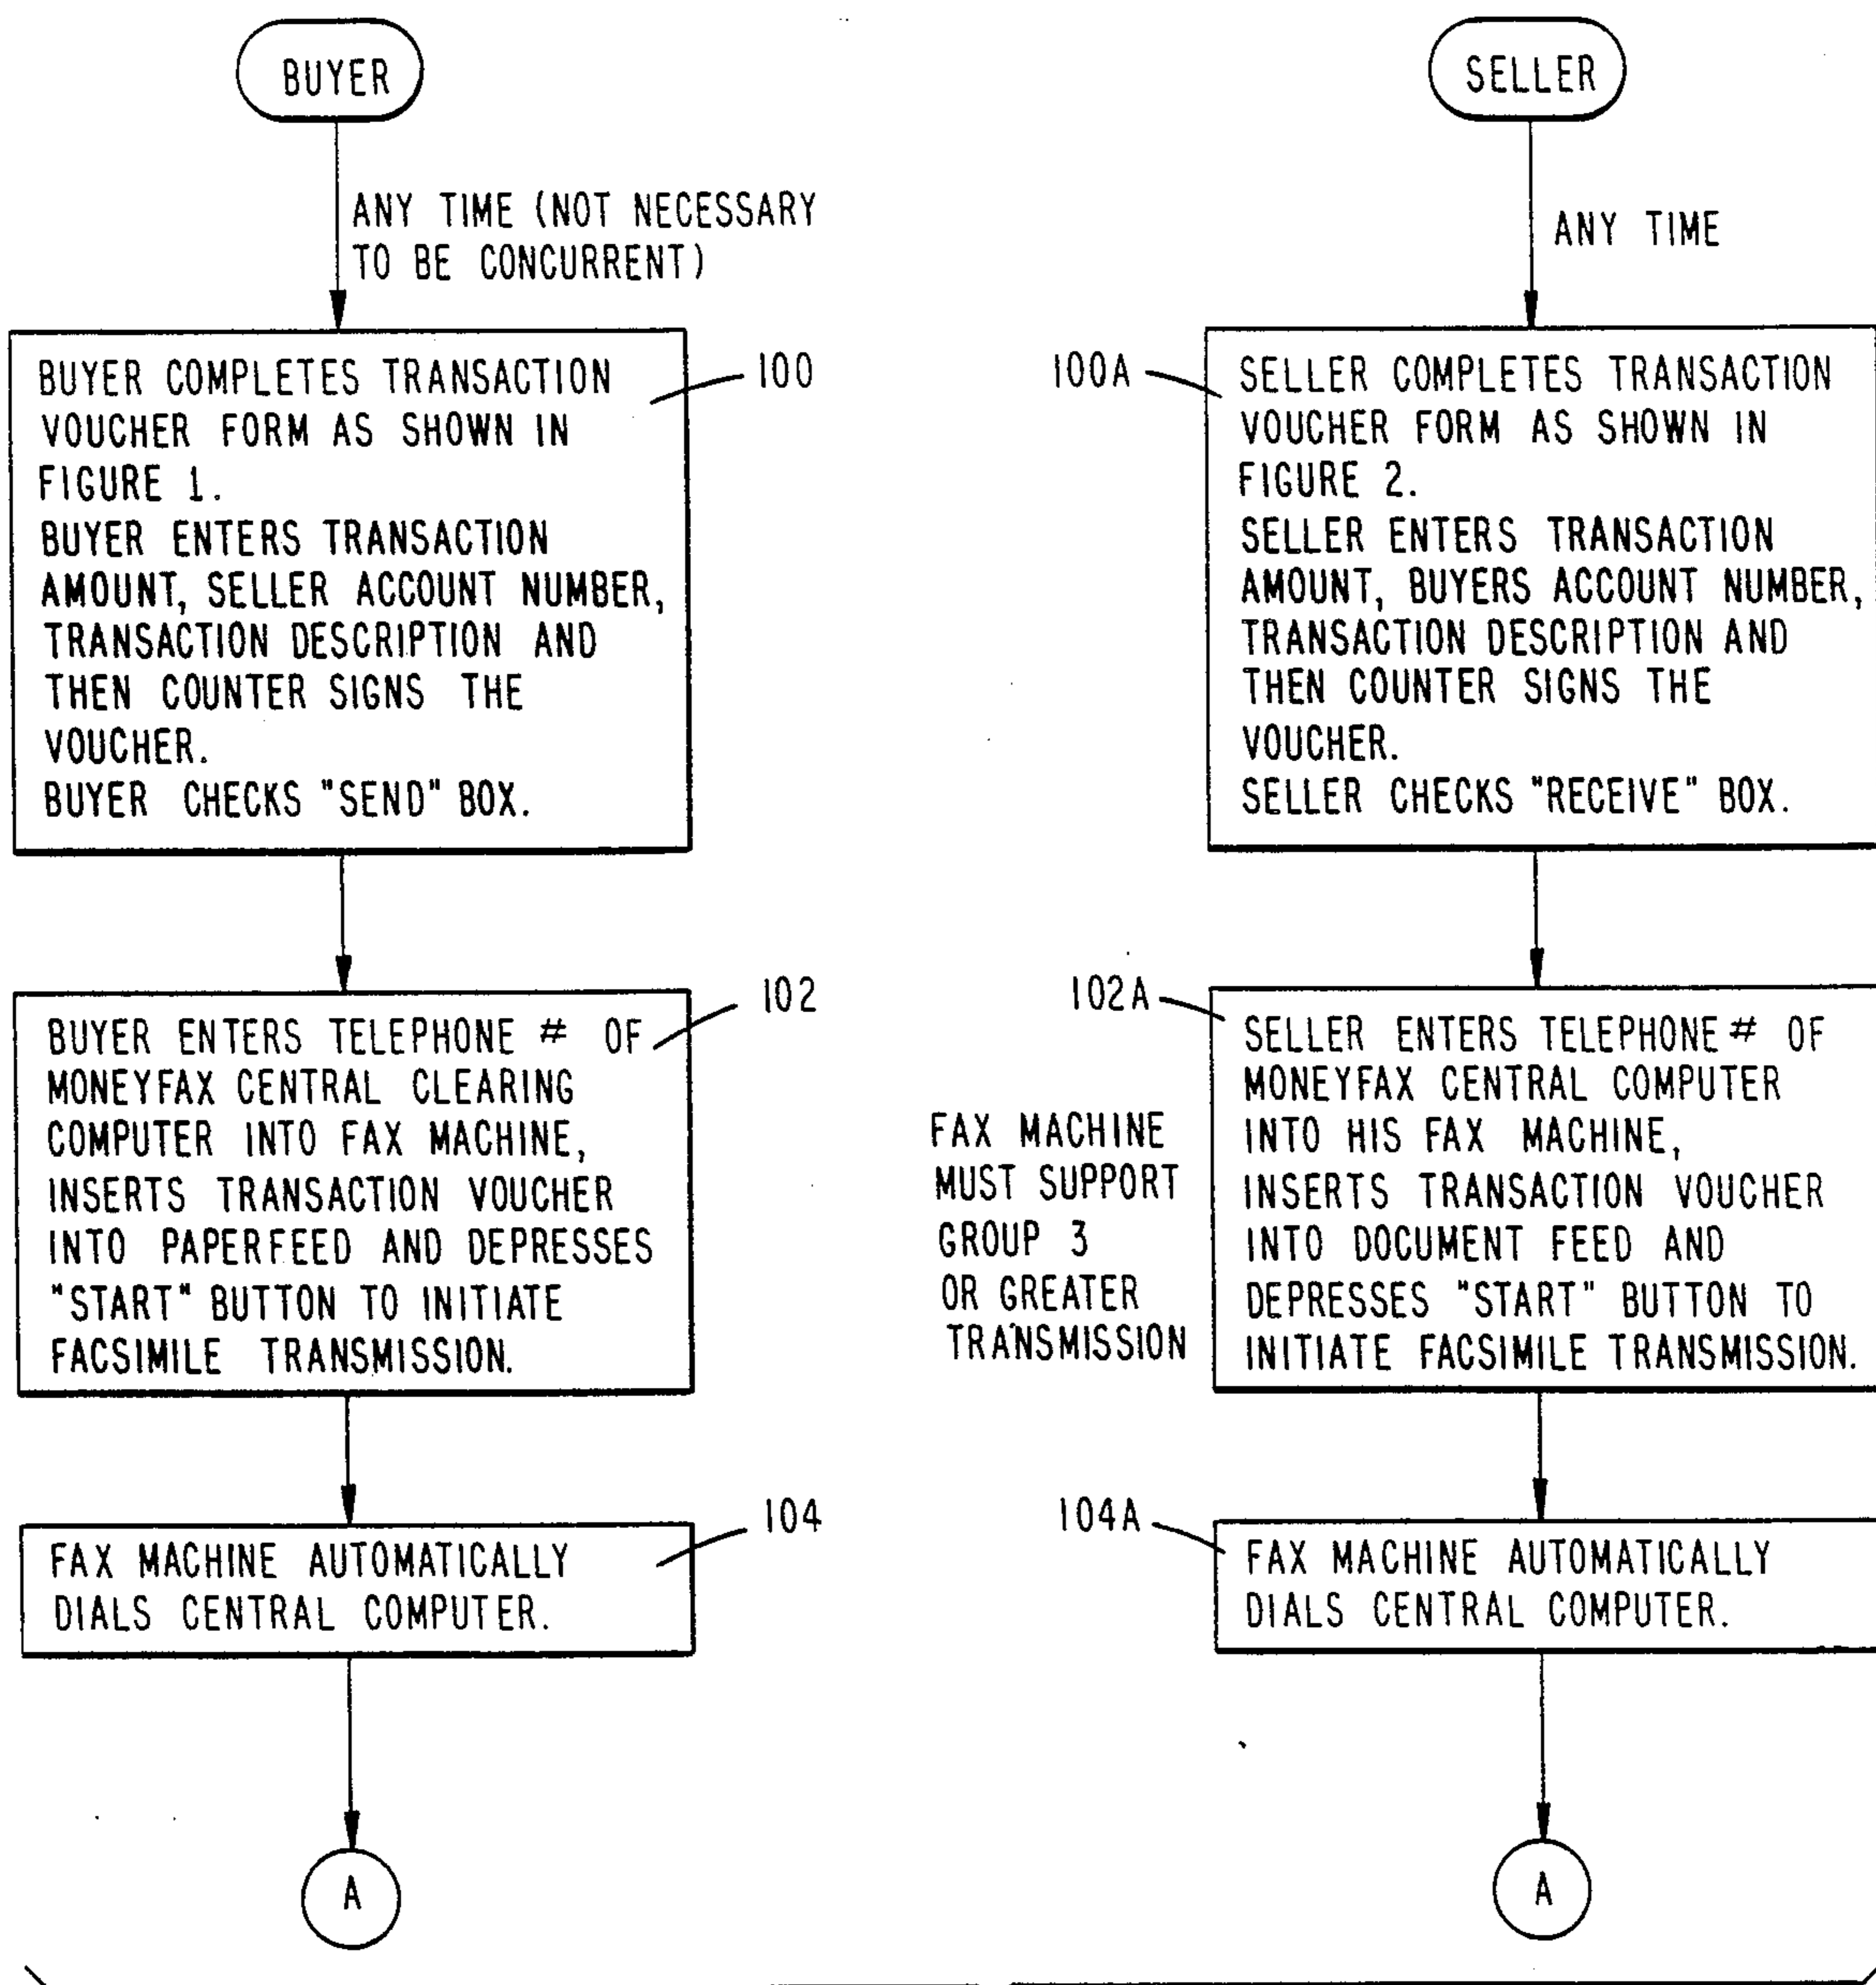 BUYER
ANY TIME (NOT NECESSARY
TO BE CONCURRENT)
BUYER COMPLETES TRANSACTION
VOUCHER FORM AS SHOWN IN
FIGURE 1.
BUYER ENTERS TRANSACTION
AMOUNT, SELLER ACCOUNT NUMBER,
TRANSACTION DESCRIPTION AND
THEN COUNTER SIGNS THE
VOUCHER.
BUYER CHECKS "SEND" BOX.
100
BUYER ENTERS TELEPHONE # OF
MONEYFAX CENTRAL CLEARING
COMPUTER INTO FAX MACHINE,
INSERTS TRANSACTION VOUCHER
INTO PAPERFEED AND DEPRESSES
"START" BUTTON TO INITIATE
FACSIMILE TRANSMISSION.
102
FAX MACHINE AUTOMATICALLY
DIALS CENTRAL COMPUTER.
104
A
SELLER
ANY TIME
100A
SELLER COMPLETES TRANSACTION
VOUCHER FORM AS SHOWN IN
FIGURE 2.
SELLER ENTERS TRANSACTION
AMOUNT, BUYERS ACCOUNT NUMBER,
TRANSACTION DESCRIPTION AND
THEN COUNTER SIGNS THE
VOUCHER.
SELLER CHECKS "RECEIVE" BOX.
102A
FAX MACHINE
MUST SUPPORT
GROUP 3
OR GREATER
TRANSMISSION
SELLER ENTERS TELEPHONE # OF
MONEYFAX CENTRAL COMPUTER
INTO HIS FAX MACHINE,
INSERTS TRANSACTION VOUCHER
INTO DOCUMENT FEED AND
DEPRESSES "START" BUTTON TO
INITIATE FACSIMILE TRANSMISSION.
104A
FAX MACHINE AUTOMATICALLY
DIALS CENTRAL COMPUTER.
A